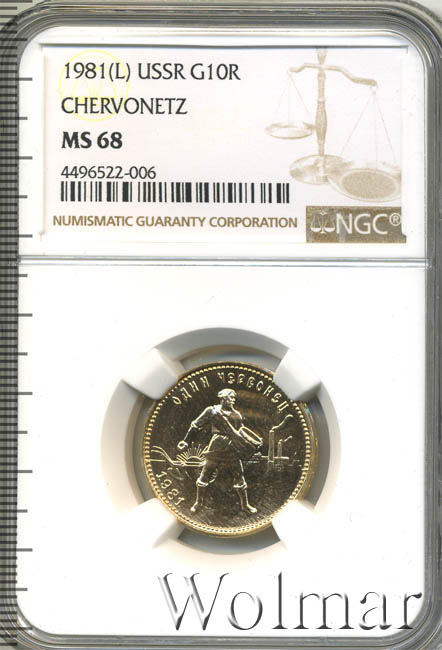 1981(L) USSR G10R
CHERVONETZ
MS 68
4496522-006
NUMISMATIC GUARANTY CORPORATION
NGC®
ОДИН ЧЕРВОНЕЦ
1981
Wolmar